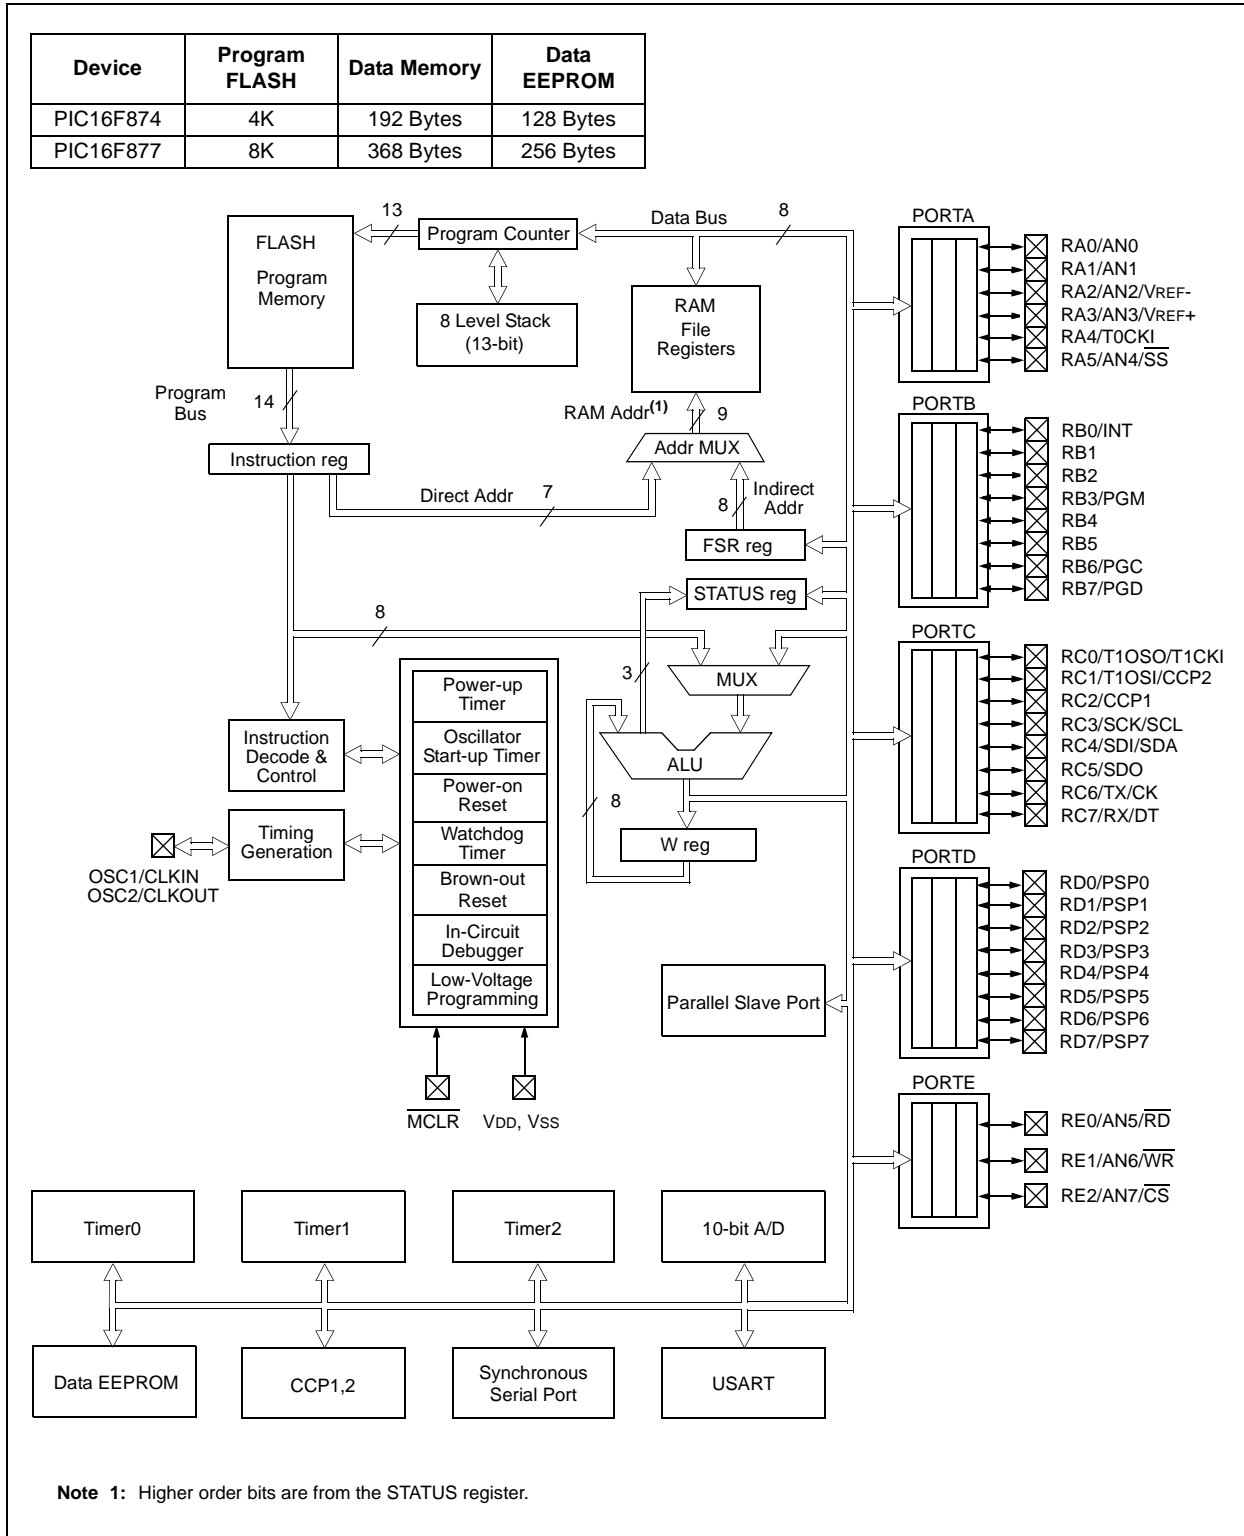 Device Program FLASH Data Memory Data EEPROM
PIC16F874 4K 192 Bytes 128 Bytes
PIC16F877 8K 368 Bytes 256 Bytes
FLASH
Program
Memory
13
Program Counter
Data Bus
8
8 Level Stack
(13-bit)
RAM
File
Registers
Program
Bus
14
RAM Addr(1)
9
Instruction reg
Addr MUX
Direct Addr
7
Indirect
Addr
8
FSR reg
STATUS reg
8
3
MUX
Power-up
Timer
Oscillator
Start-up Timer
Power-on
Reset
Watchdog
Timer
Brown-out
Reset
In-Circuit
Debugger
Low-Voltage
Programming
Instruction
Decode &
Control
Timing
Generation
OSC1/CLKIN
OSC2/CLKOUT
ALU
8
W reg
Parallel Slave Port
MCLR
VDD, VSS
PORTA
RA0/AN0
RA1/AN1
RA2/AN2/VREF-
RA3/AN3/VREF+
RA4/T0CKI
RA5/AN4/SS
PORTB
RB0/INT
RB1
RB2
RB3/PGM
RB4
RB5
RB6/PGC
RB7/PGD
PORTC
RC0/T1OSO/T1CKI
RC1/T1OSI/CCP2
RC2/CCP1
RC3/SCK/SCL
RC4/SDI/SDA
RC5/SDO
RC6/TX/CK
RC7/RX/DT
PORTD
RD0/PSP0
RD1/PSP1
RD2/PSP2
RD3/PSP3
RD4/PSP4
RD5/PSP5
RD6/PSP6
RD7/PSP7
PORTE
RE0/AN5/RD
RE1/AN6/WR
RE2/AN7/CS
Timer0
Timer1
Timer2
10-bit A/D
Data EEPROM
CCP1,2
Synchronous
Serial Port
USART
Note 1: Higher order bits are from the STATUS register.